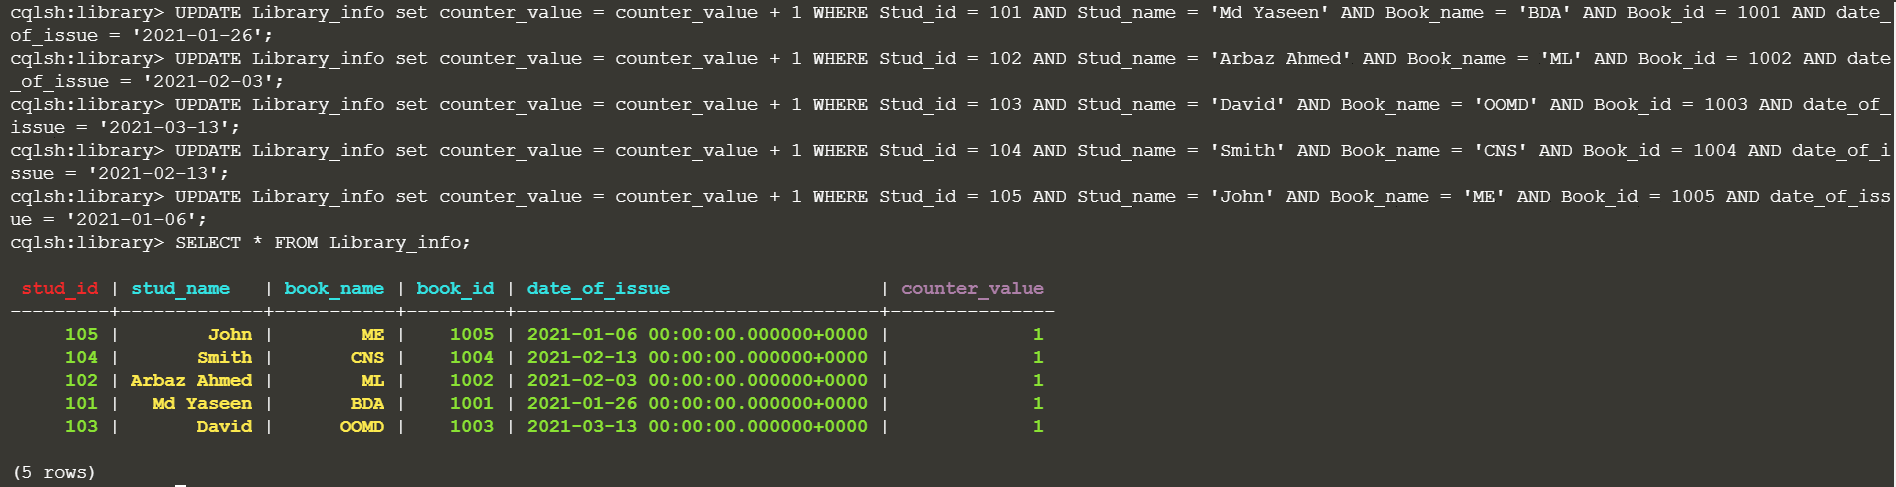 cqlsh:library> UPDATE Library_info set counter_value = counter_value + 1 WHERE Stud_id = 101 AND Stud_name = 'Md Yaseen' AND Book_name = 'BDA' AND Book_id = 1001 AND date_
of_issue = '2021-01-26';
cqlsh:library> UPDATE Library_info set counter_value = counter_value + 1 WHERE Stud_id = 102 AND Stud_name = 'Arbaz Ahmed' AND Book_name = 'ML' AND Book_id = 1002 AND date
_of_issue = '2021-02-03';
cqlsh:library> UPDATE Library_info set counter_value = counter_value + 1 WHERE Stud_id = 103 AND Stud_name = 'David' AND Book_name = 'OOMD' AND Book_id = 1003 AND date_of_
issue = '2021-03-13';
cqlsh:library> UPDATE Library_info set counter_value = counter_value + 1 WHERE Stud_id = 104 AND Stud_name = 'Smith' AND Book_name = 'CNS' AND Book_id = 1004 AND date_of_i
ssue = '2021-02-13';
cqlsh:library> UPDATE Library_info set counter_value = counter_value + 1 WHERE Stud_id = 105 AND Stud_name = 'John' AND Book_name = 'ME' AND Book_id = 1005 AND date_of_iss
ue = '2021-01-06';
cqlsh:library> SELECT * FROM Library_info;
stud_id | stud_name | book_name | book_id | date_of_issue | counter_value
---------+-------------+-----------+---------+---------------------------------+---------------
105 | John | ME | 1005 | 2021-01-06 00:00:00.000000+0000 | 1
104 | Smith | CNS | 1004 | 2021-02-13 00:00:00.000000+0000 | 1
102 | Arbaz Ahmed | ML | 1002 | 2021-02-03 00:00:00.000000+0000 | 1
101 | Md Yaseen | BDA | 1001 | 2021-01-26 00:00:00.000000+0000 | 1
103 | David | OOMD | 1003 | 2021-03-13 00:00:00.000000+0000 | 1
(5 rows)